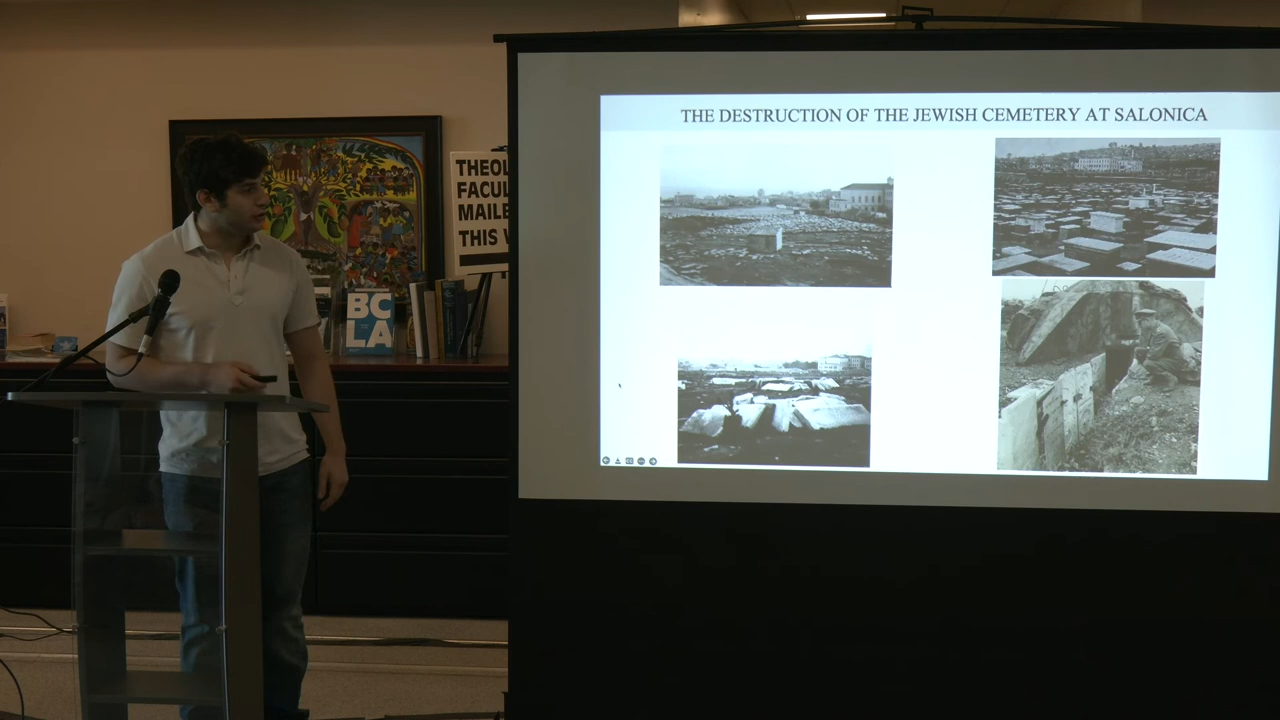 THE DESTRUCTION OF THE JEWISH CEMETERY AT SALONICA
THEOL
FACUL
MAILE
THIS
BC
LA